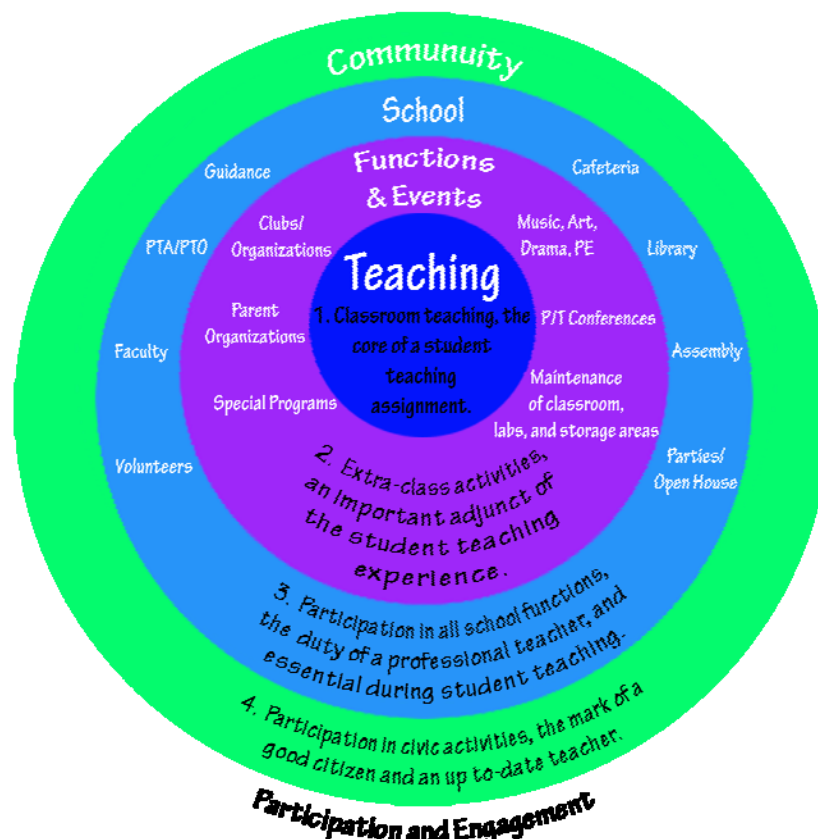 Communuity
School
Guidance
Cafeteria
PTA/PTO
Library
Faculty
Assembly
Volunteers
Parties/
Open House
Functions
& Events
Clubs/
Organizations
Music, Art,
Drama, PE
Parent
Organizations
P/T Conferences
Special Programs
Maintenance
of classroom,
labs, and storage areas
Teaching
1. Classroom teaching, the
core of a student
teaching
assignment.
2. Extra-class activities,
an important adjunct of
the student teaching
experience.
3. Participation in all school functions,
the duty of a professional teacher, and
essential during student teaching.
4. Participation in civic activities, the mark of a
good citizen and an up to-date teacher.
Participation and Engagement